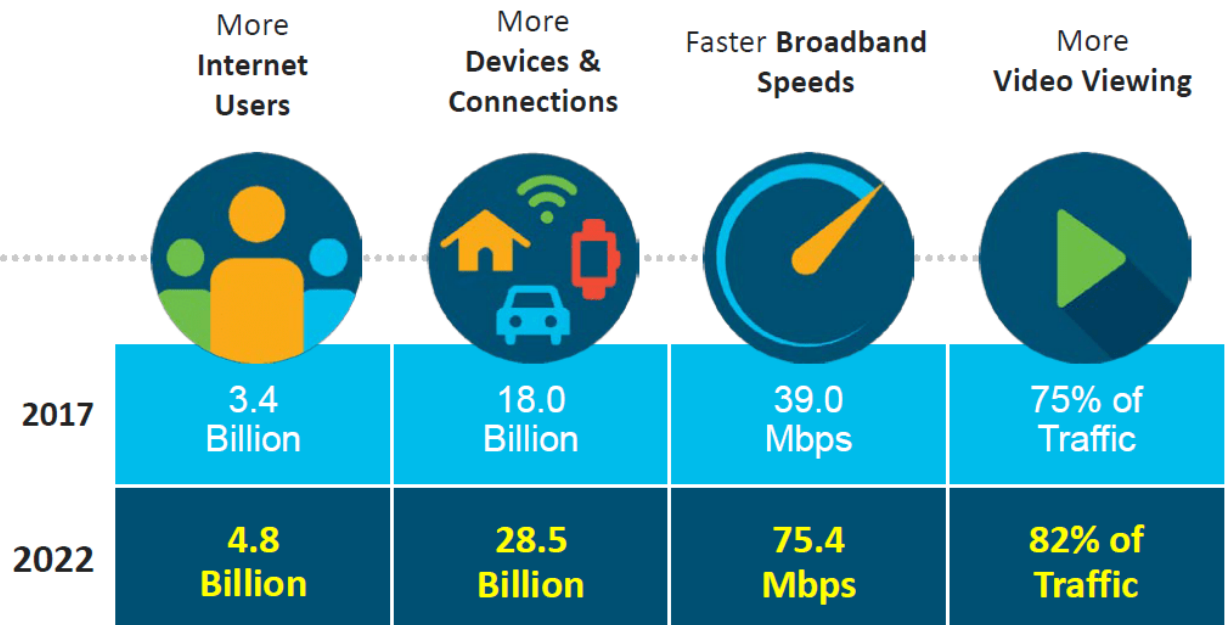 More
Internet
Users
More
Devices &
Connections
Faster Broadband
Speeds
More
Video Viewing
2017
3.4
Billion
18.0
Billion
39.0
Mbps
75% of
Traffic
2022
4.8
Billion
28.5
Billion
75.4
Mbps
82% of
Traffic